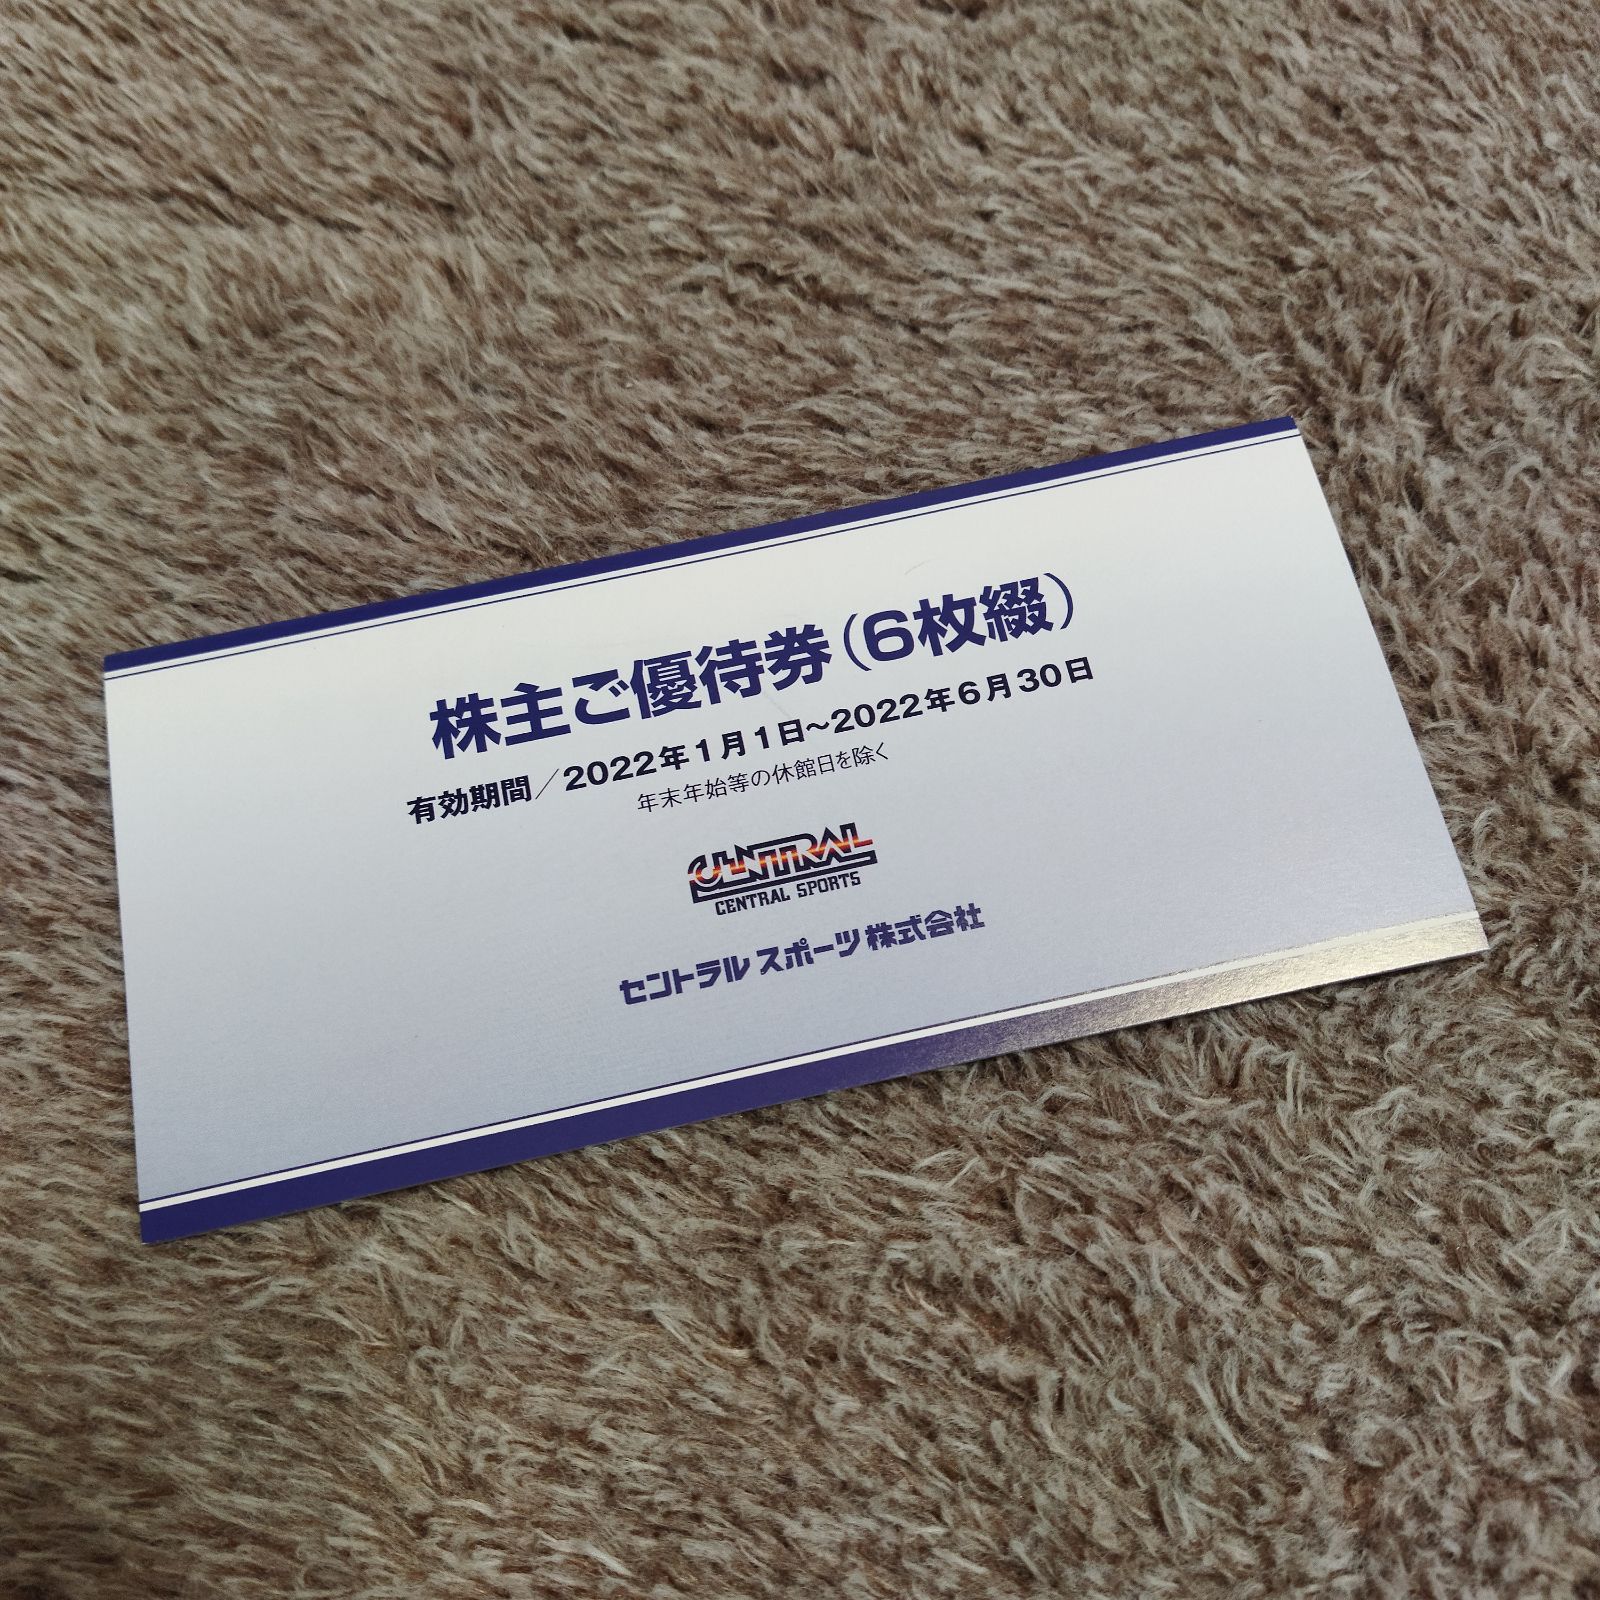 株主ご優待券(6枚綴)
有効期間/2022年1月1日~2022年6月30日
年末年始等の休館日を除く
CENTRAL
CENTRAL SPORTS
セントラルスポーツ株式会社